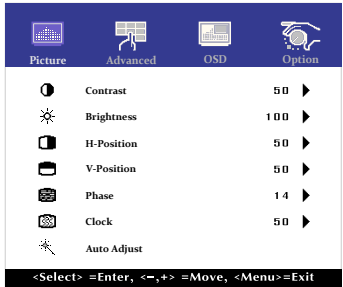 Picture Advanced OSD Option
Contrast 50
Brightness 100
H-Position 50
V-Position 50
Phase 14
Clock 50
Auto Adjust
<Select> =Enter, <−,+> =Move, <Menu>=Exit